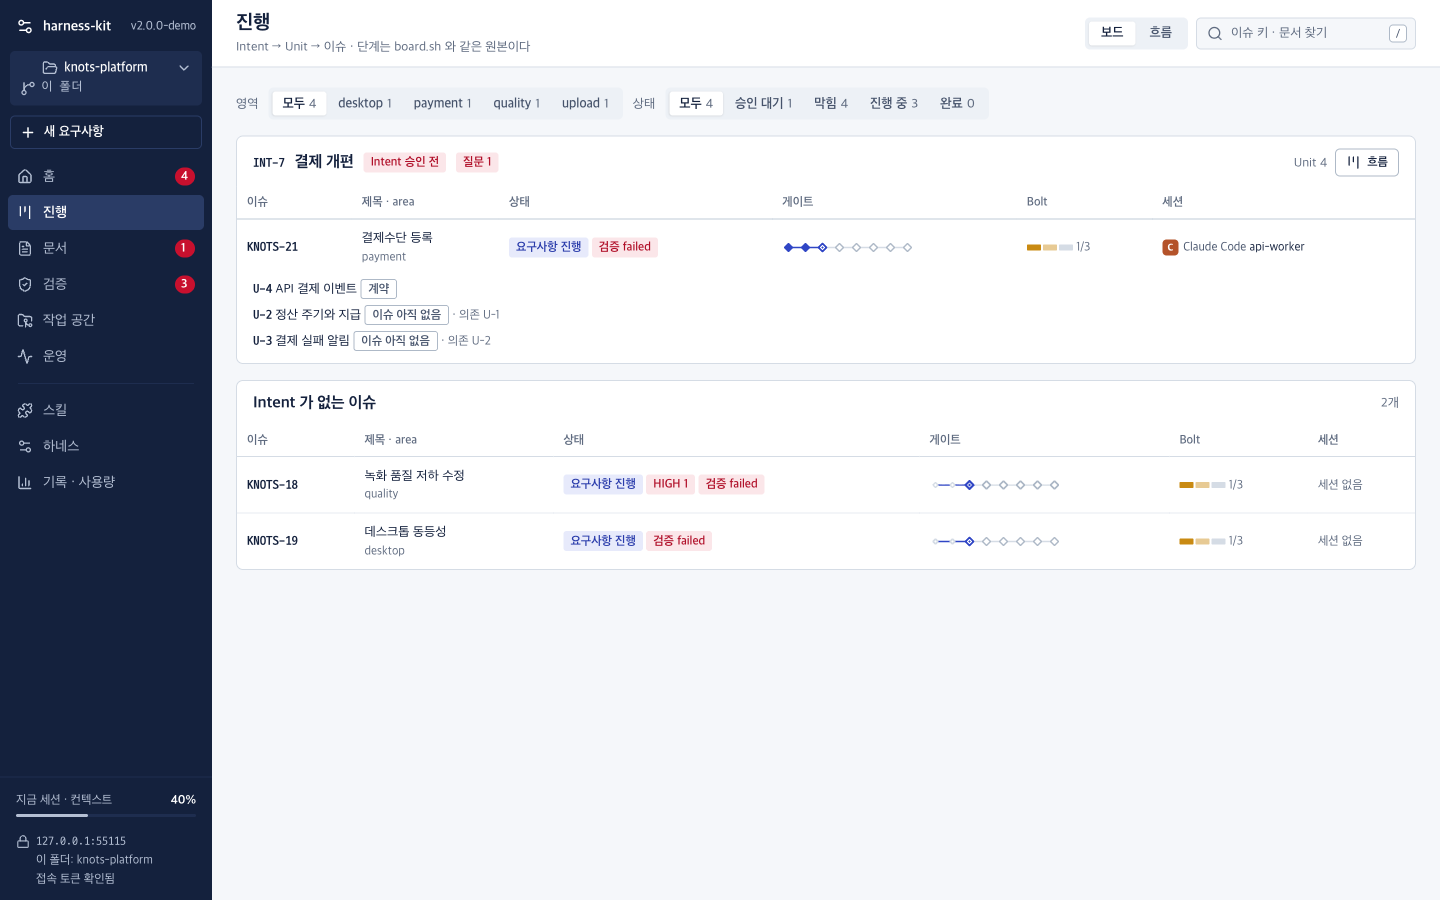 harness-kit v2.0.0-demo
knots-platform
이 폴더
새 요구사항
홈 4
진행
문서 1
검증 3
작업 공간
운영
스킬
하네스
기록 · 사용량
지금 세션 · 컨텍스트 40%
127.0.0.1:55115
이 폴더: knots-platform
접속 토큰 확인됨
진행
Intent → Unit → 이슈 · 단계는 board.sh 와 같은 원본이다
보드 흐름
이슈 키 · 문서 찾기 /
영역 모두 4 desktop 1 payment 1 quality 1 upload 1 상태 모두 4 승인 대기 1 막힘 4 진행 중 3 완료 0
INT-7 결제 개편 Intent 승인 전 질문 1 Unit 4 흐름
이슈 제목 · area 상태 게이트 Bolt 세션
KNOTS-21 결제수단 등록 요구사항 진행 검증 failed 1/3 C Claude Code api-worker
payment
U-4 API 결제 이벤트 계약
U-2 정산 주기와 지급 이슈 아직 없음 · 의존 U-1
U-3 결제 실패 알림 이슈 아직 없음 · 의존 U-2
Intent 가 없는 이슈 2개
이슈 제목 · area 상태 게이트 Bolt 세션
KNOTS-18 녹화 품질 저하 수정 요구사항 진행 HIGH 1 검증 failed 1/3 세션 없음
quality
KNOTS-19 데스크톱 동등성 요구사항 진행 검증 failed 1/3 세션 없음
desktop